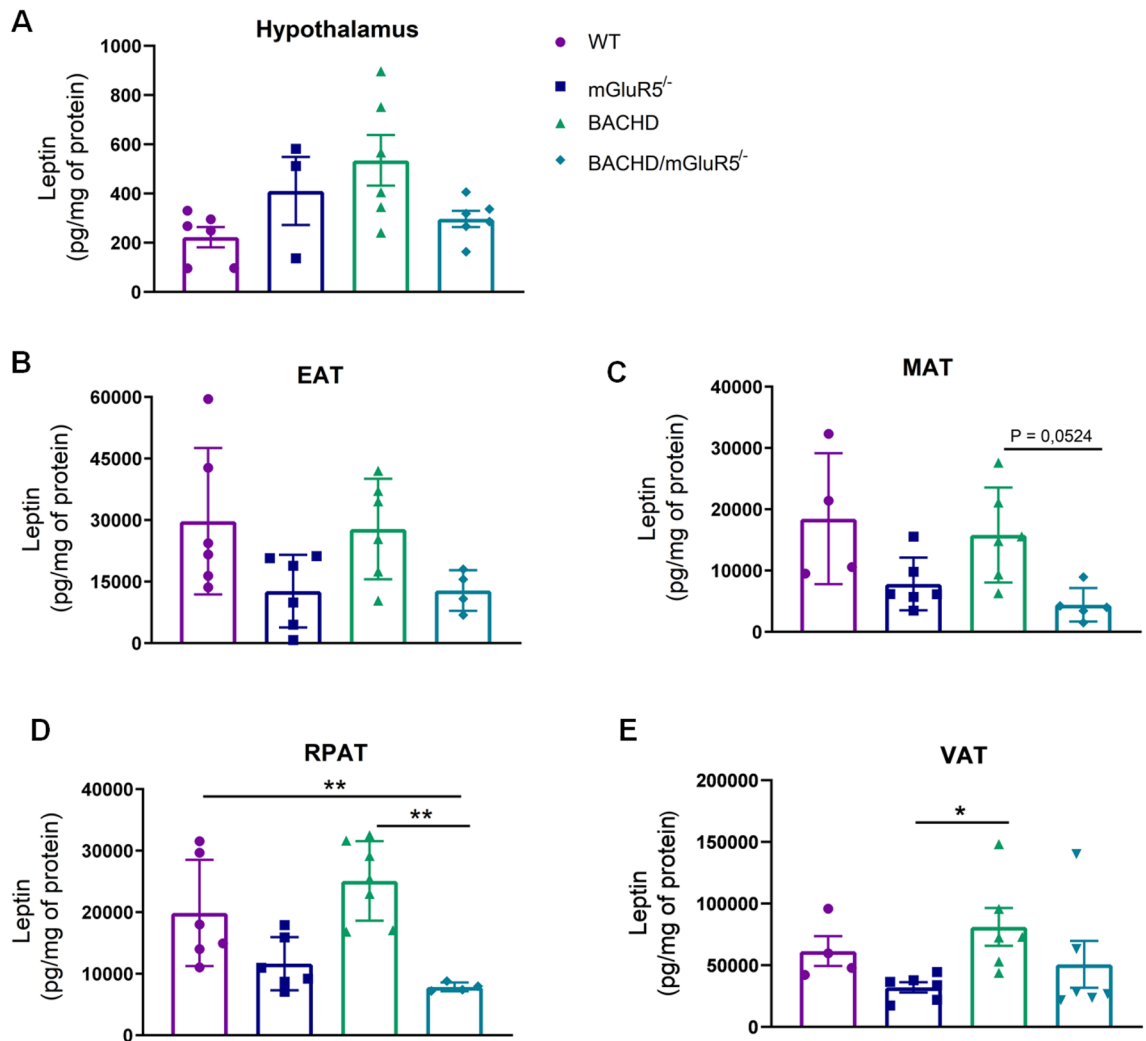 A
Hypothalamus
Leptin
(pg/mg of protein)
1000
800
600
400
200
0
WT
mGluR5/-
BACHD
BACHD/mGluR5/-
B
EAT
Leptin
(pg/mg of protein)
60000
45000
30000
15000
0
C
MAT
Leptin
(pg/mg of protein)
40000
30000
20000
10000
0
P = 0,0524
D
RPAT
Leptin
(pg/mg of protein)
40000
30000
20000
10000
0
**
**
E
VAT
Leptin
(pg/mg of protein)
200000
150000
100000
50000
0
*